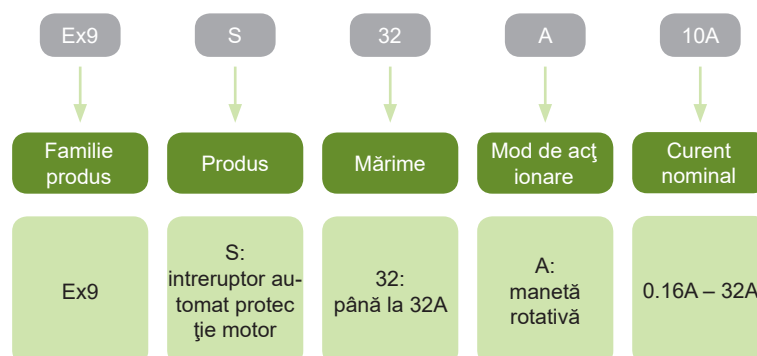 Ex9
S
32
A
10A
Familie
produs
Produs
Mărime
Mod de acţ
ionare
Curent
nominal
Ex9
S:
intreruptor au-
tomat protec
ţie motor
32:
până la 32A
A:
manetă
rotativă
0.16A – 32A